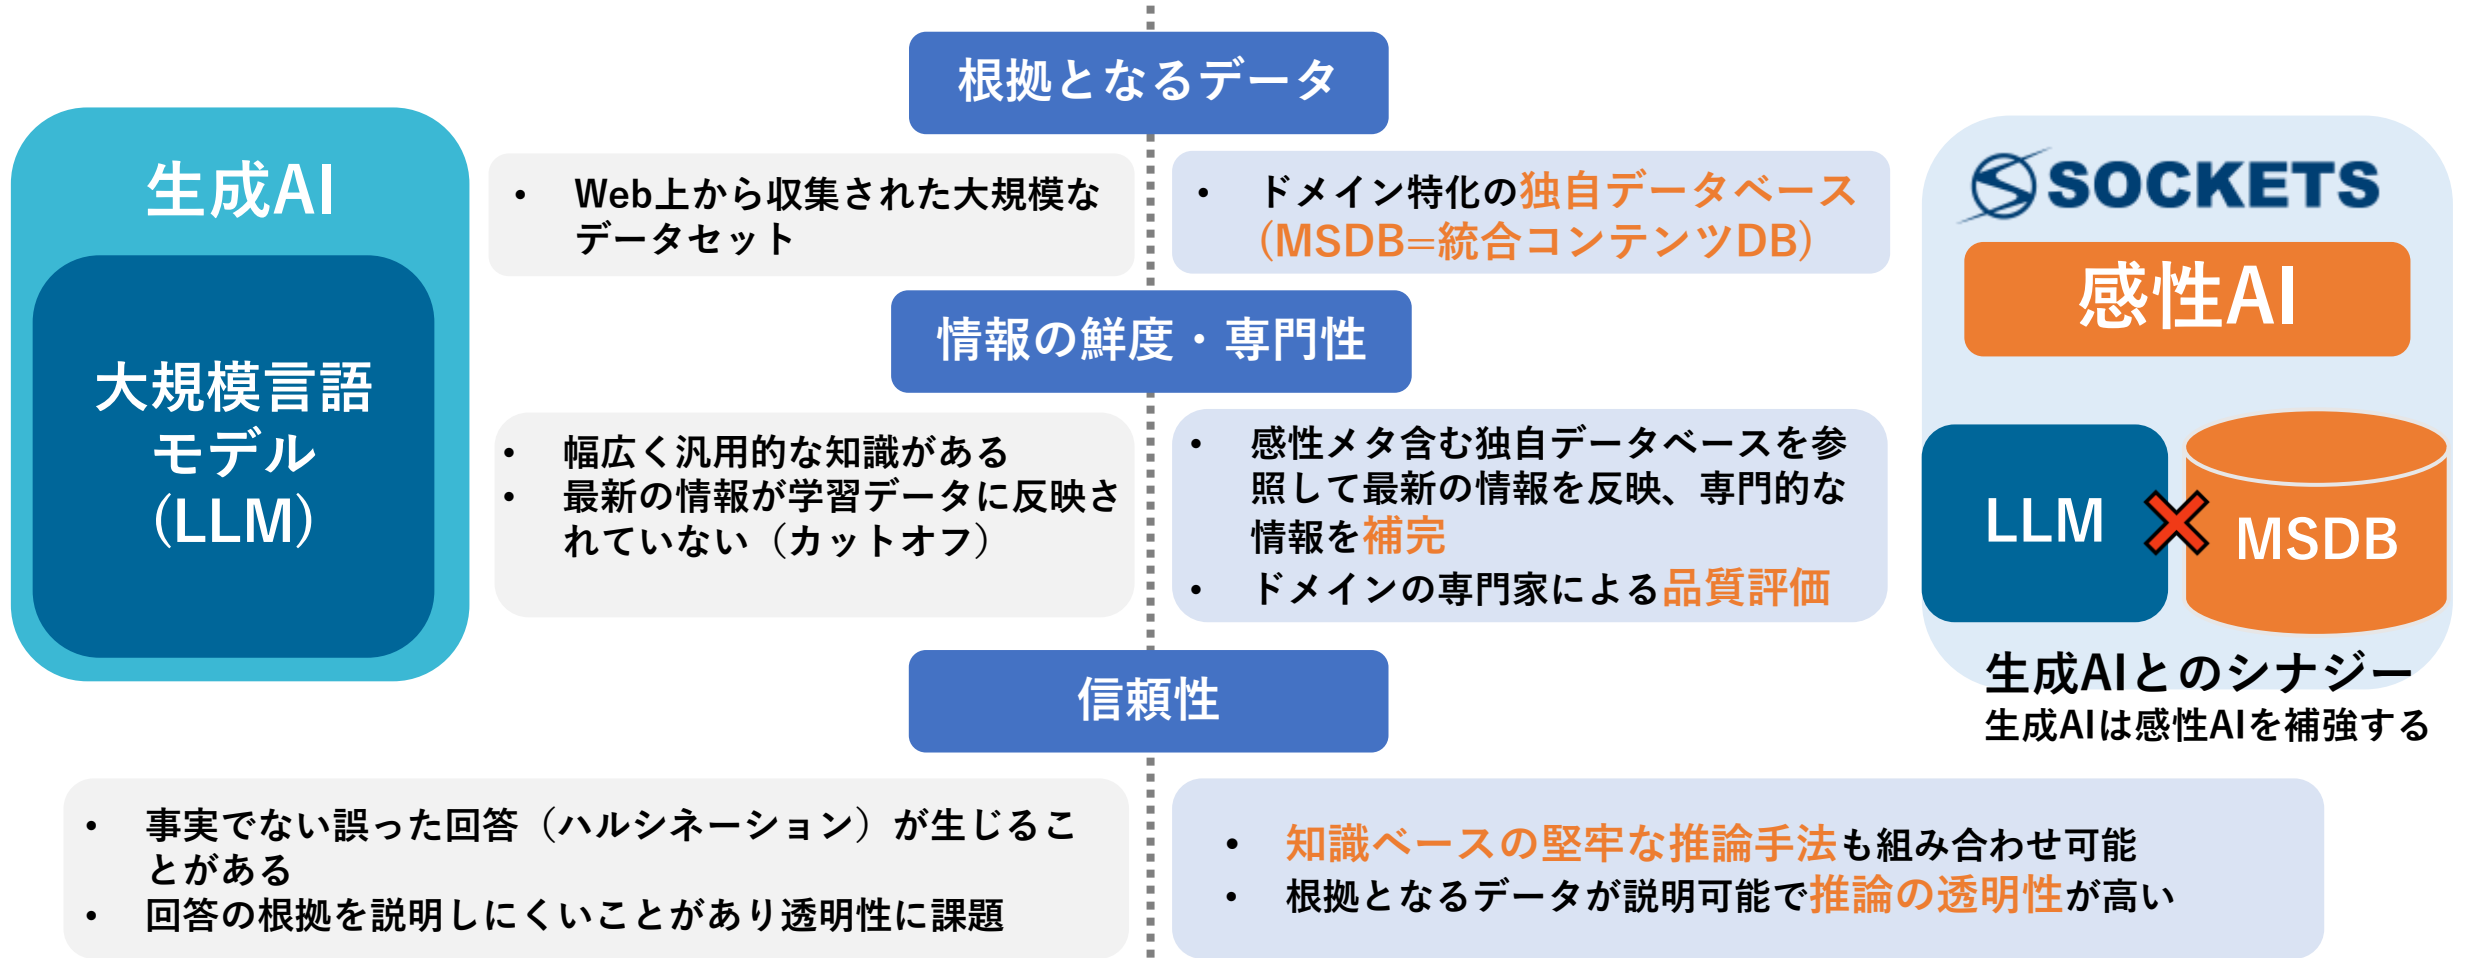 根拠となるデータ
生成AI
大規模言語
モデル
（LLM）
• Web上から収集された大規模な
データセット
• ドメイン特化の独自データベース
（MSDB=統合コンテンツDB）
情報の鮮度・専門性
• 幅広く汎用的な知識がある
• 最新の情報が学習データに反映さ
れていない（カットオフ）
• 感性メタ含む独自データベースを参
照して最新の情報を反映、専門的な
情報を補完
• ドメインの専門家による品質評価
SOCKETS
感性AI
LLM
MSDB
生成AIとのシナジー
生成AIは感性AIを補強する
信頼性
• 事実でない誤った回答（ハルシネーション）が生じるこ
とがある
• 回答の根拠を説明しにくいことがあり透明性に課題
• 知識ベースの堅牢な推論手法も組み合わせ可能
• 根拠となるデータが説明可能で推論の透明性が高い